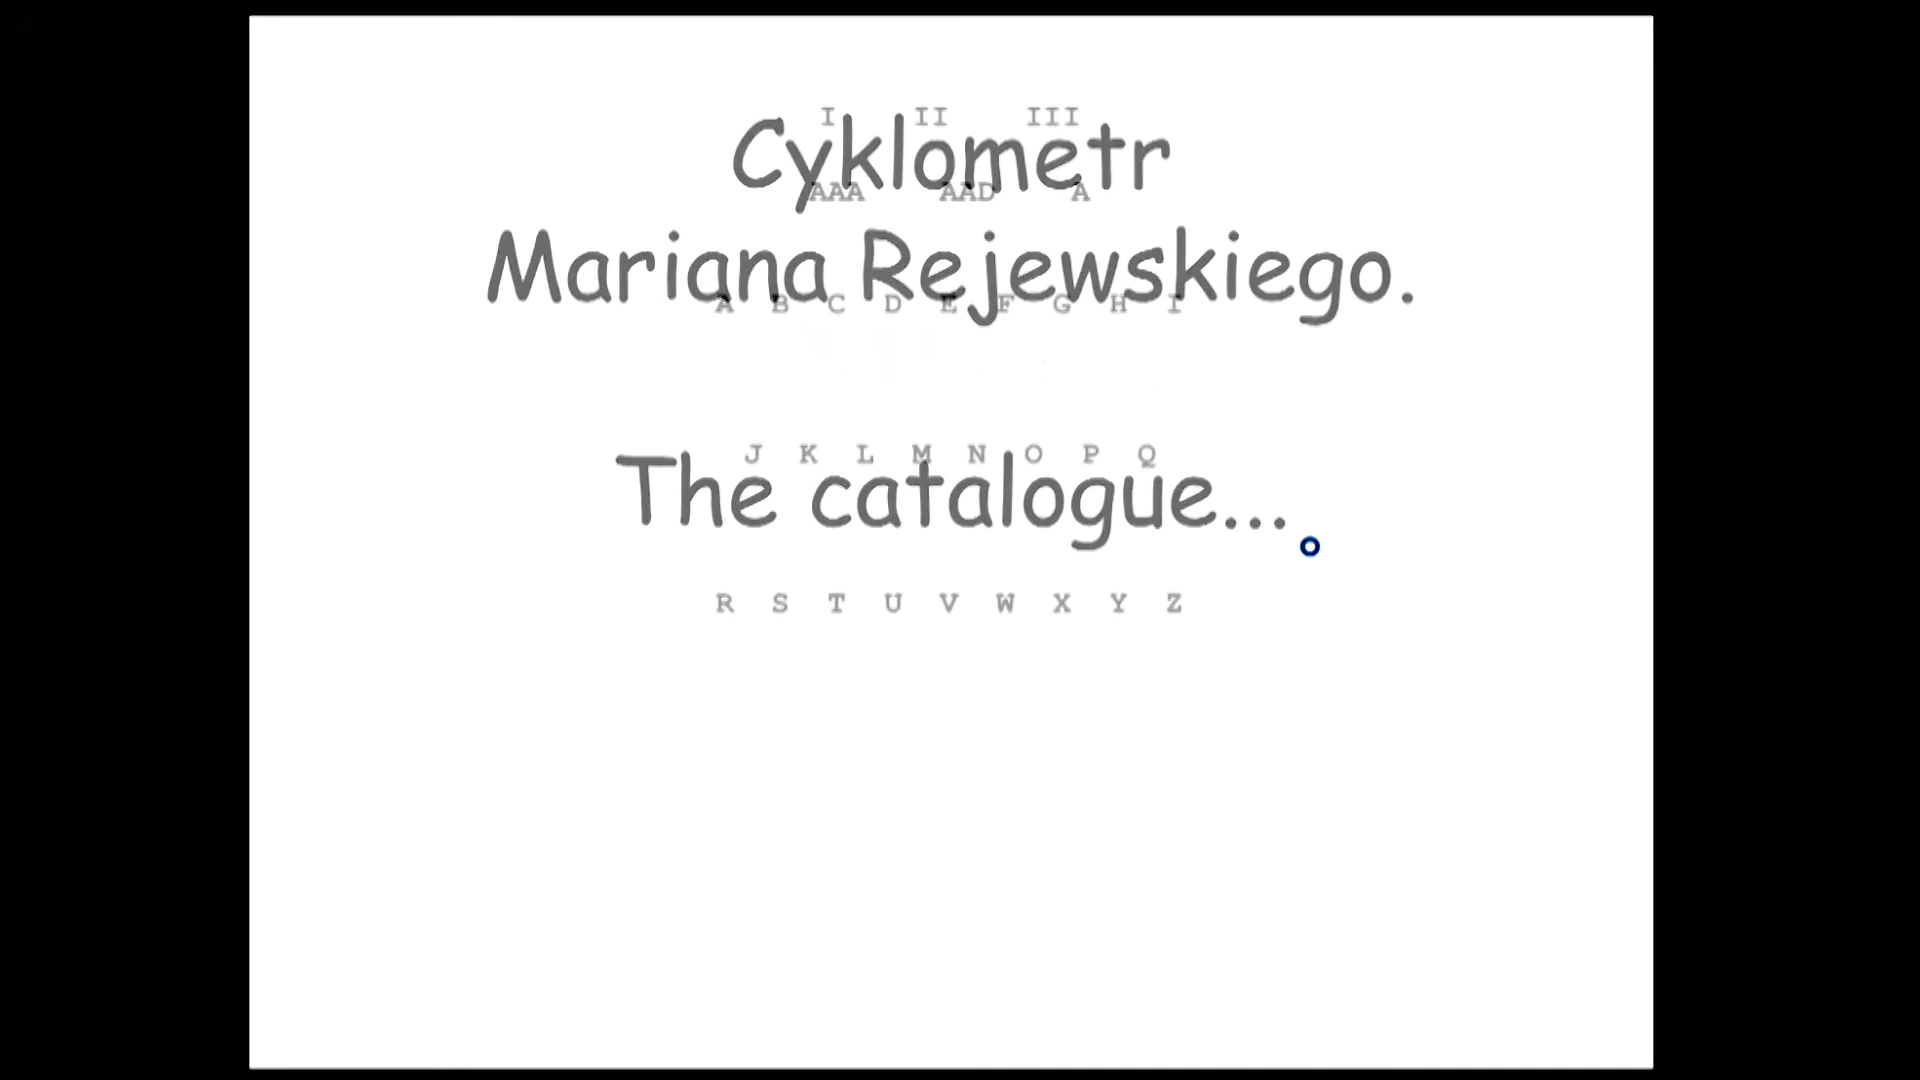 I II III
Cyklometr
AAA AAD A
Mariana Rejewskiego.
A B C D E F G H I
J K L M N O P Q
The catalogue...
R S T U V W X Y Z